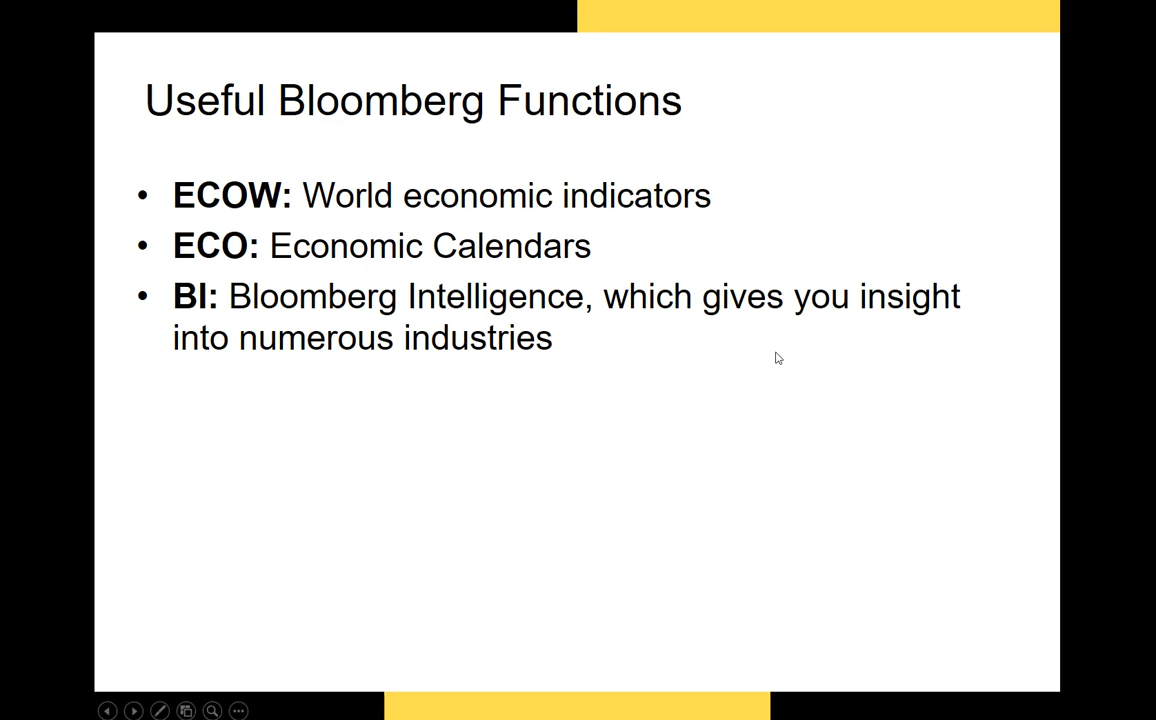 Useful Bloomberg Functions
• ECOW: World economic indicators
• ECO: Economic Calendars
• BI: Bloomberg Intelligence, which gives you insight
into numerous industries